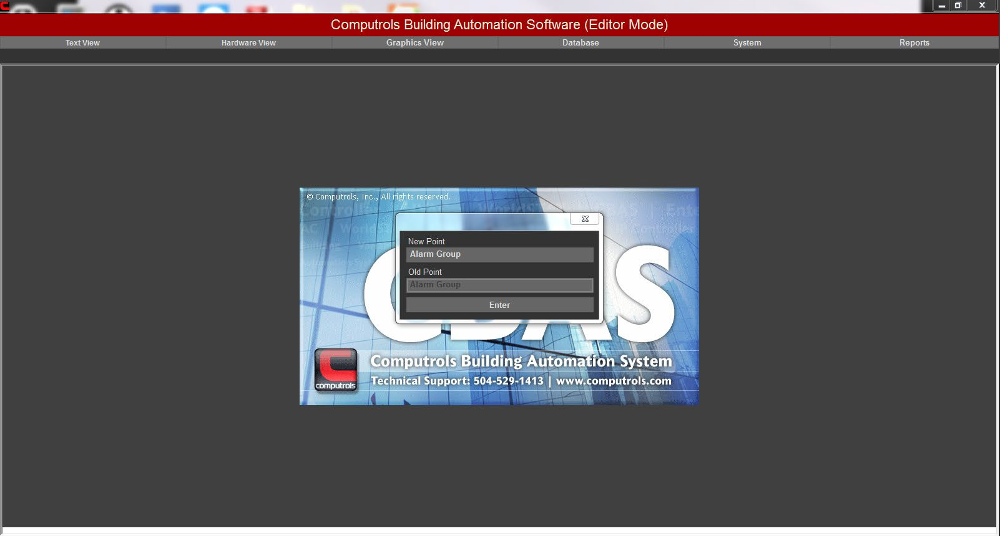 Computrols Building Automation Software (Editor Mode)
Text View
Hardware View
Graphics View
Database
System
Reports
© Computrols, Inc., All rights reserved.
New Point
Alarm Group
Old Point
Alarm Group
Enter
computrols
Computrols Building Automation System
Technical Support: 504-529-1413 | www.computrols.com